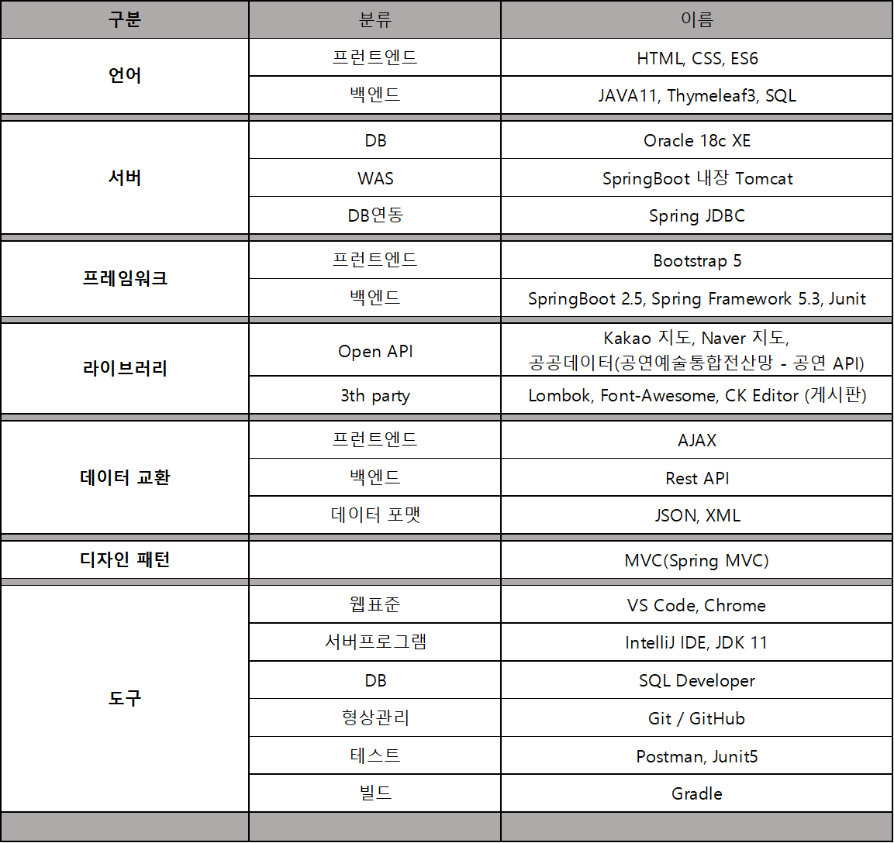 구분 분류 이름
언어 프런트엔드 HTML, CSS, ES6
백엔드 JAVA11, Thymeleaf3, SQL
서버 DB Oracle 18c XE
WAS SpringBoot 내장 Tomcat
DB연동 Spring JDBC
프레임워크 프런트엔드 Bootstrap 5
백엔드 SpringBoot 2.5, Spring Framework 5.3, Junit
라이브러리 Open API Kakao 지도, Naver 지도,
공공데이터(공연예술통합전산망 - 공연 API)
3th party Lombok, Font-Awesome, CK Editor (게시판)
데이터 교환 프런트엔드 AJAX
백엔드 Rest API
데이터 포맷 JSON, XML
디자인 패턴 MVC(Spring MVC)
도구 웹표준 VS Code, Chrome
서버프로그램 IntelliJ IDE, JDK 11
DB SQL Developer
형상관리 Git / GitHub
테스트 Postman, Junit5
빌드 Gradle